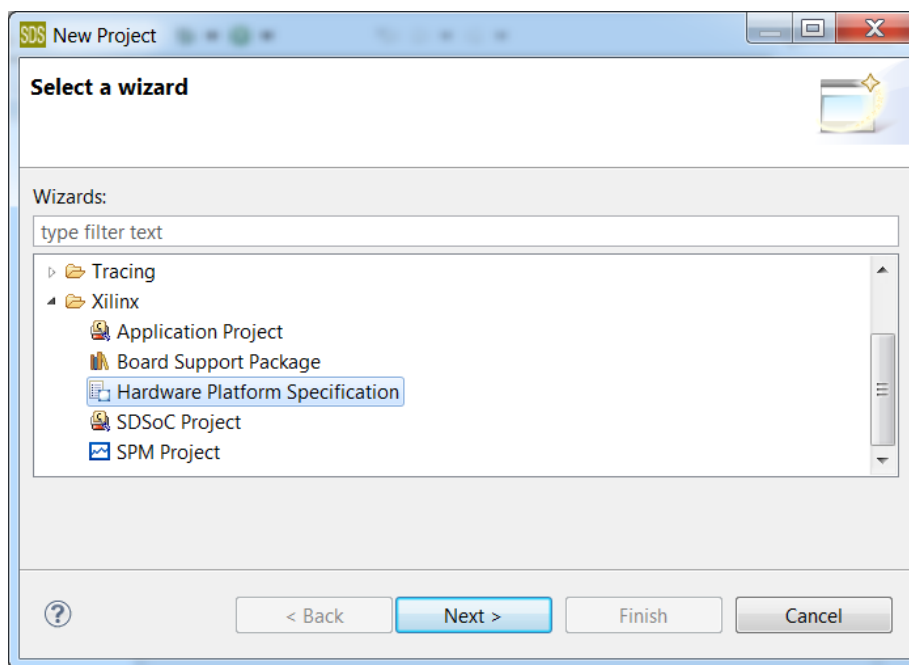 SDS New Project
Select a wizard
Wizards:
type filter text
Tracing
Xilinx
Application Project
Board Support Package
Hardware Platform Specification
SDSoC Project
SPM Project
? < Back Next > Finish Cancel